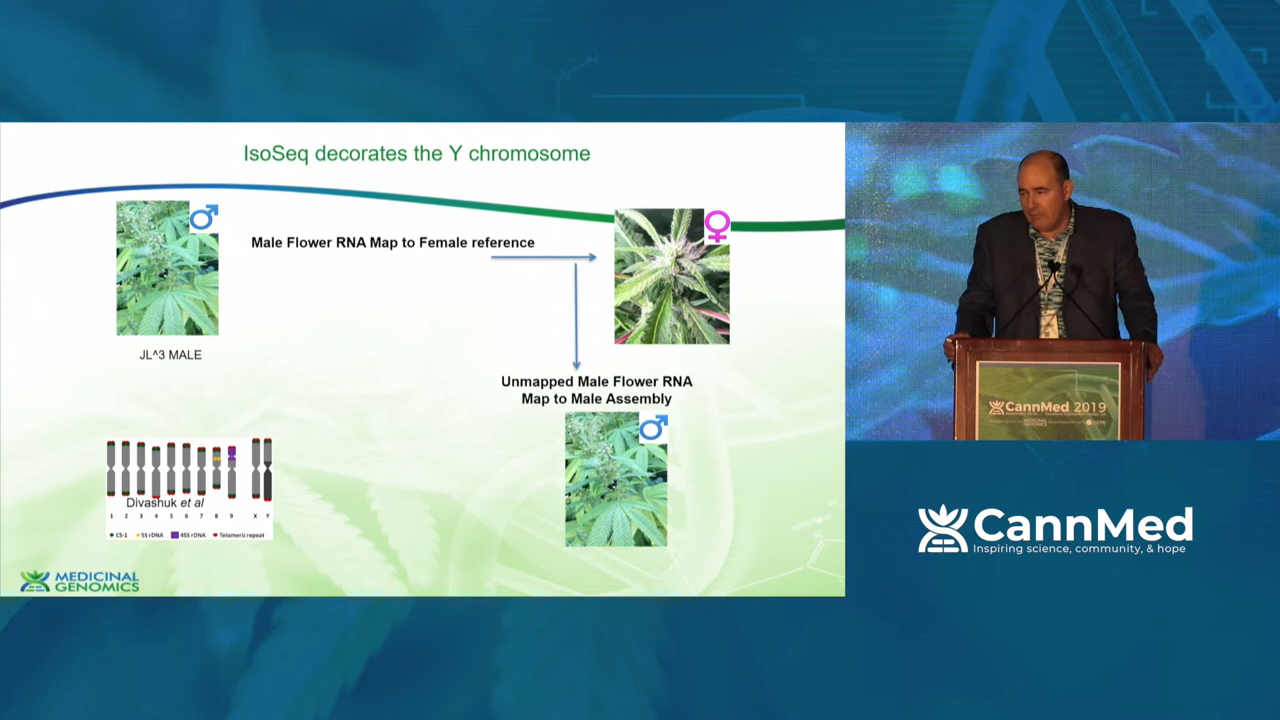 IsoSeq decorates the Y chromosome
Male Flower RNA Map to Female reference
JL^3 MALE
Unmapped Male Flower RNA
Map to Male Assembly
Divashuk et al
1 2 3 4 5 6 7 8 9 X Y
CS-1 5S rDNA 45S rDNA Telomeric repeat
MEDICINAL
GENOMICS
CannMed 2019
MEDICINAL
GENOMICS
CannMed
Inspiring science, community, & hope